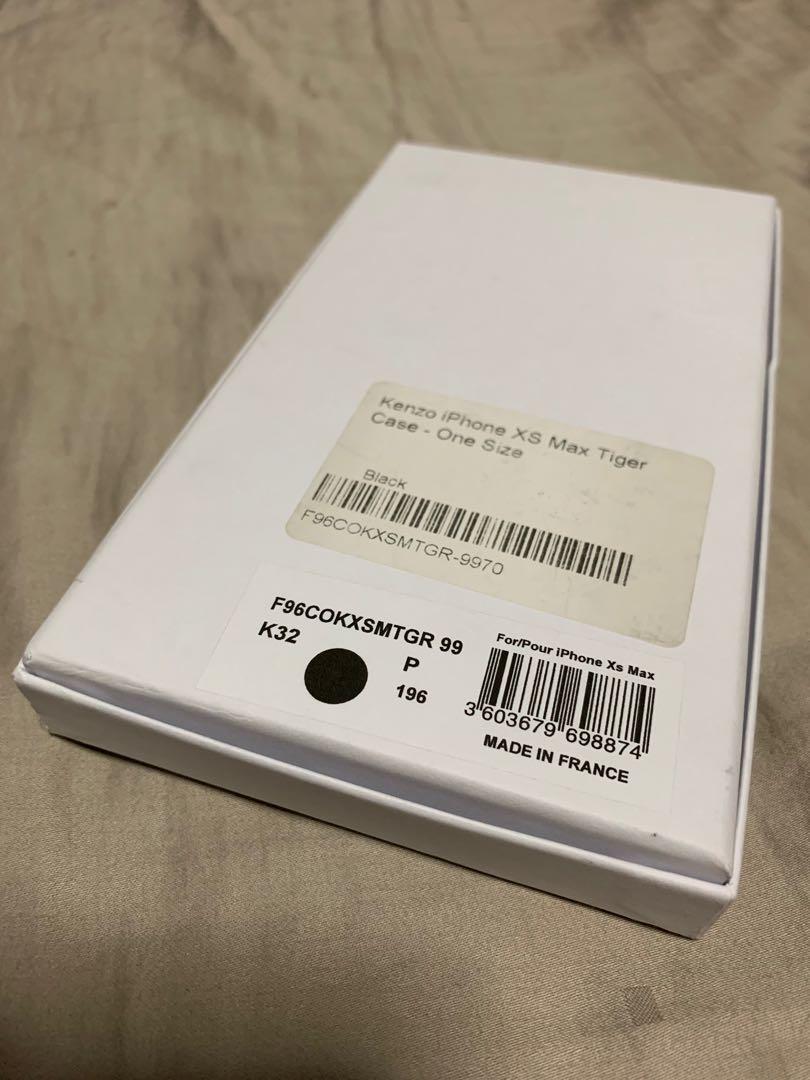 Kenzo iPhone XS Max Tiger
Case - One Size
Black
F96COKXSMTGR-9970
F96COKXSMTGR 99
K32
P
196
For/Pour iPhone Xs Max
3 603679 698874
MADE IN FRANCE